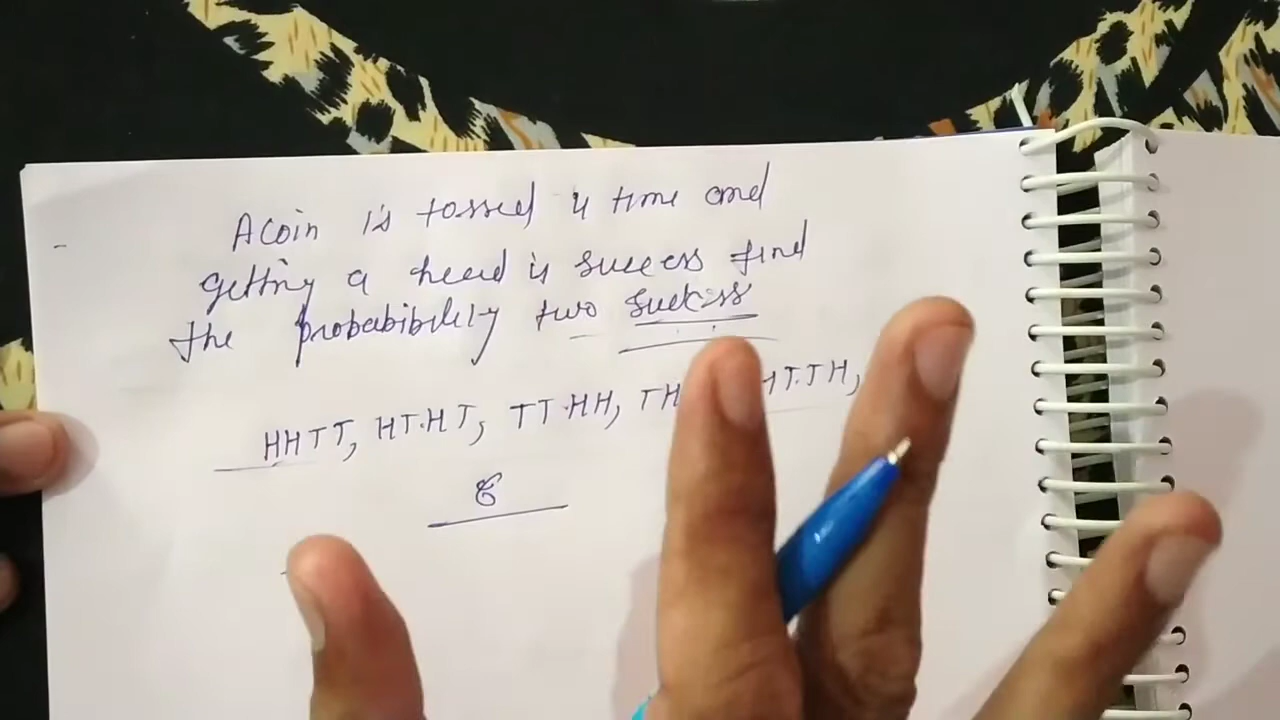 A coin is tossed 4 time and
getting a head is success find
the probability two success
HHTT, HT.HT, TT.HH, TH HT.TH,
6